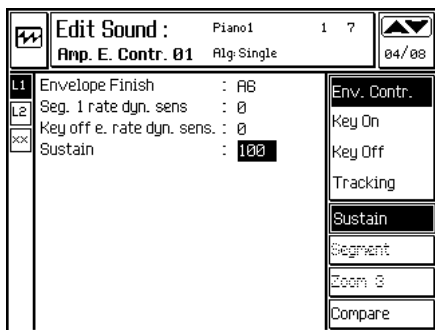 Edit Sound : Piano1 1 7
Amp. E. Contr. 01 Alg: Single 04/08
L1 Envelope Finish : A6 Env. Contr.
L2 Seg. 1 rate dyn. sens : 0 Key On
Key off e. rate dyn. sens. : 0
xx Sustain : 100 Key Off
Tracking
Sustain
Segment
Zoom 3
Compare